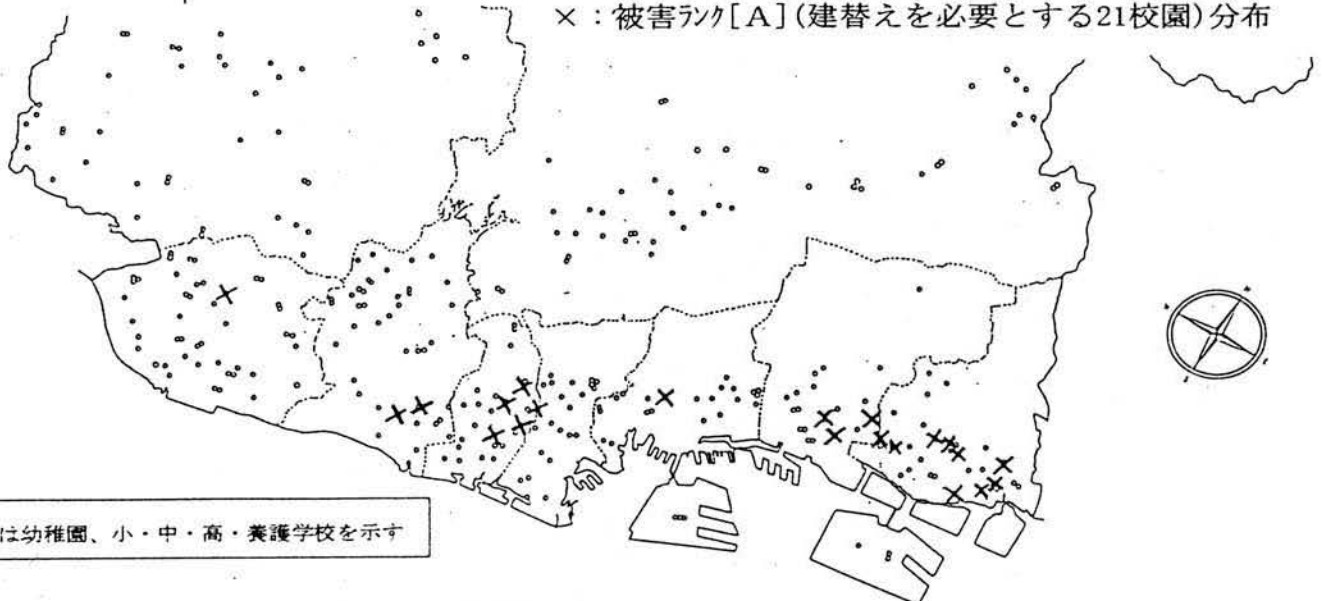 ×：被害ランク[A](建替えを必要とする21校園)分布
は幼稚園、小・中・高・養護学校を示す